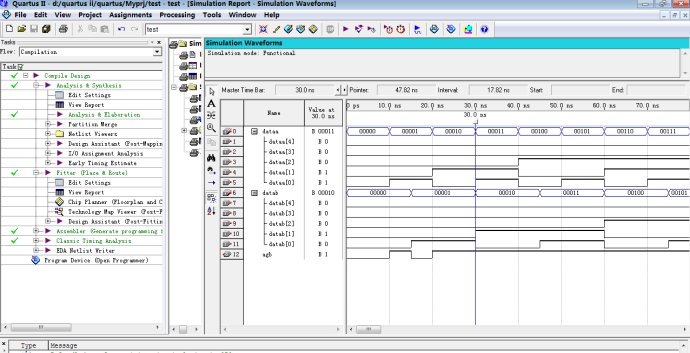 Quartus II - d:/quartus ii/quartus/Myprj/test - test - [Simulation Report - Simulation Waveforms]
File Edit View Project Assignments Processing Tools Window
test
Tasks
Flow: Compilation
Task
Compile Design
Analysis & Synthesis
Edit Settings
View Report
Analysis & Elaboration
Partition Merge
Netlist Viewers
Design Assistant (Post-Mappin
I/O Assignment Analysis
Early Timing Estimate
Fitter (Place & Route)
Edit Settings
View Report
Chip Planner (Floorplan and C
Technology Map Viewer (Post-F
Design Assistant (Post-Fittin
Assembler (Generate programming f
Classic Timing Analysis
EDA Netlist Writer
Program Device (Open Programmer)
Sim
Simulation Waveforms
Simulation mode: Functional
Master Time Bar: 30.0 ns Pointer: 47.82 ns Interval: 17.82 ns Start: End:
Name Value at 30.0 ns
0 ps 10.0 ns 20.0 ns 30.0 ns 40.0 ns 50.0 ns 60.0 ns 70.0 ns
30.0 ns
0 dataa B 00011 00000 00001 00010 00011 00100 00101 00110 00111
1 dataa[4] B 0
2 dataa[3] B 0
3 dataa[2] B 0
4 dataa[1] B 1
5 dataa[0] B 1
6 datab B 00010 00000 00001 00010 00011 00100 00101
7 datab[4] B 0
8 datab[3] B 0
9 datab[2] B 0
10 datab[1] B 1
11 datab[0] B 0
12 agb B 1
Type Message